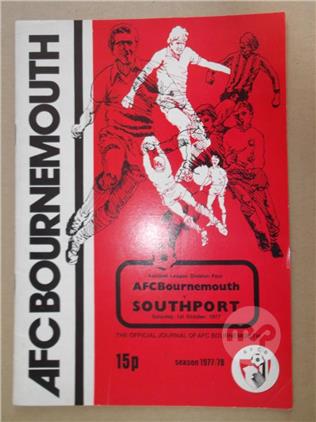 AFC BOURNEMOUTH
Football League Division Four
AFCBournemouth
v
SOUTHPORT
Saturday, 1st October, 1977
THE OFFICIAL JOURNAL OF AFC BOURNEMOUTH
15p
season 1977/78